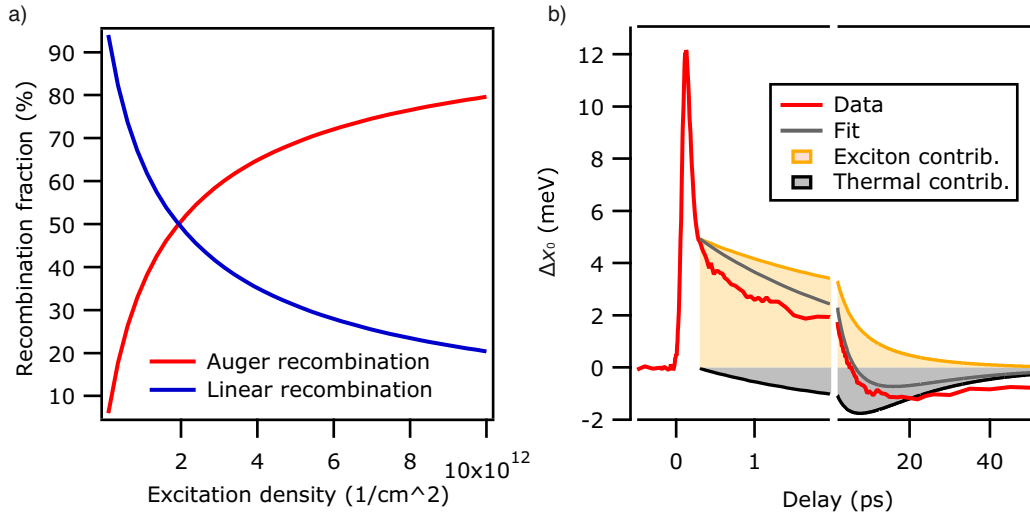 a)
Recombination fraction (%)
90
80
70
60
50
40
30
20
10
Auger recombination
Linear recombination
2
4
6
8
10x10^12
Excitation density (1/cm^2)
b)
Δx₀ (meV)
12
10
8
6
4
2
0
-2
Data
Fit
Exciton contrib.
Thermal contrib.
0
1
20
40
Delay (ps)